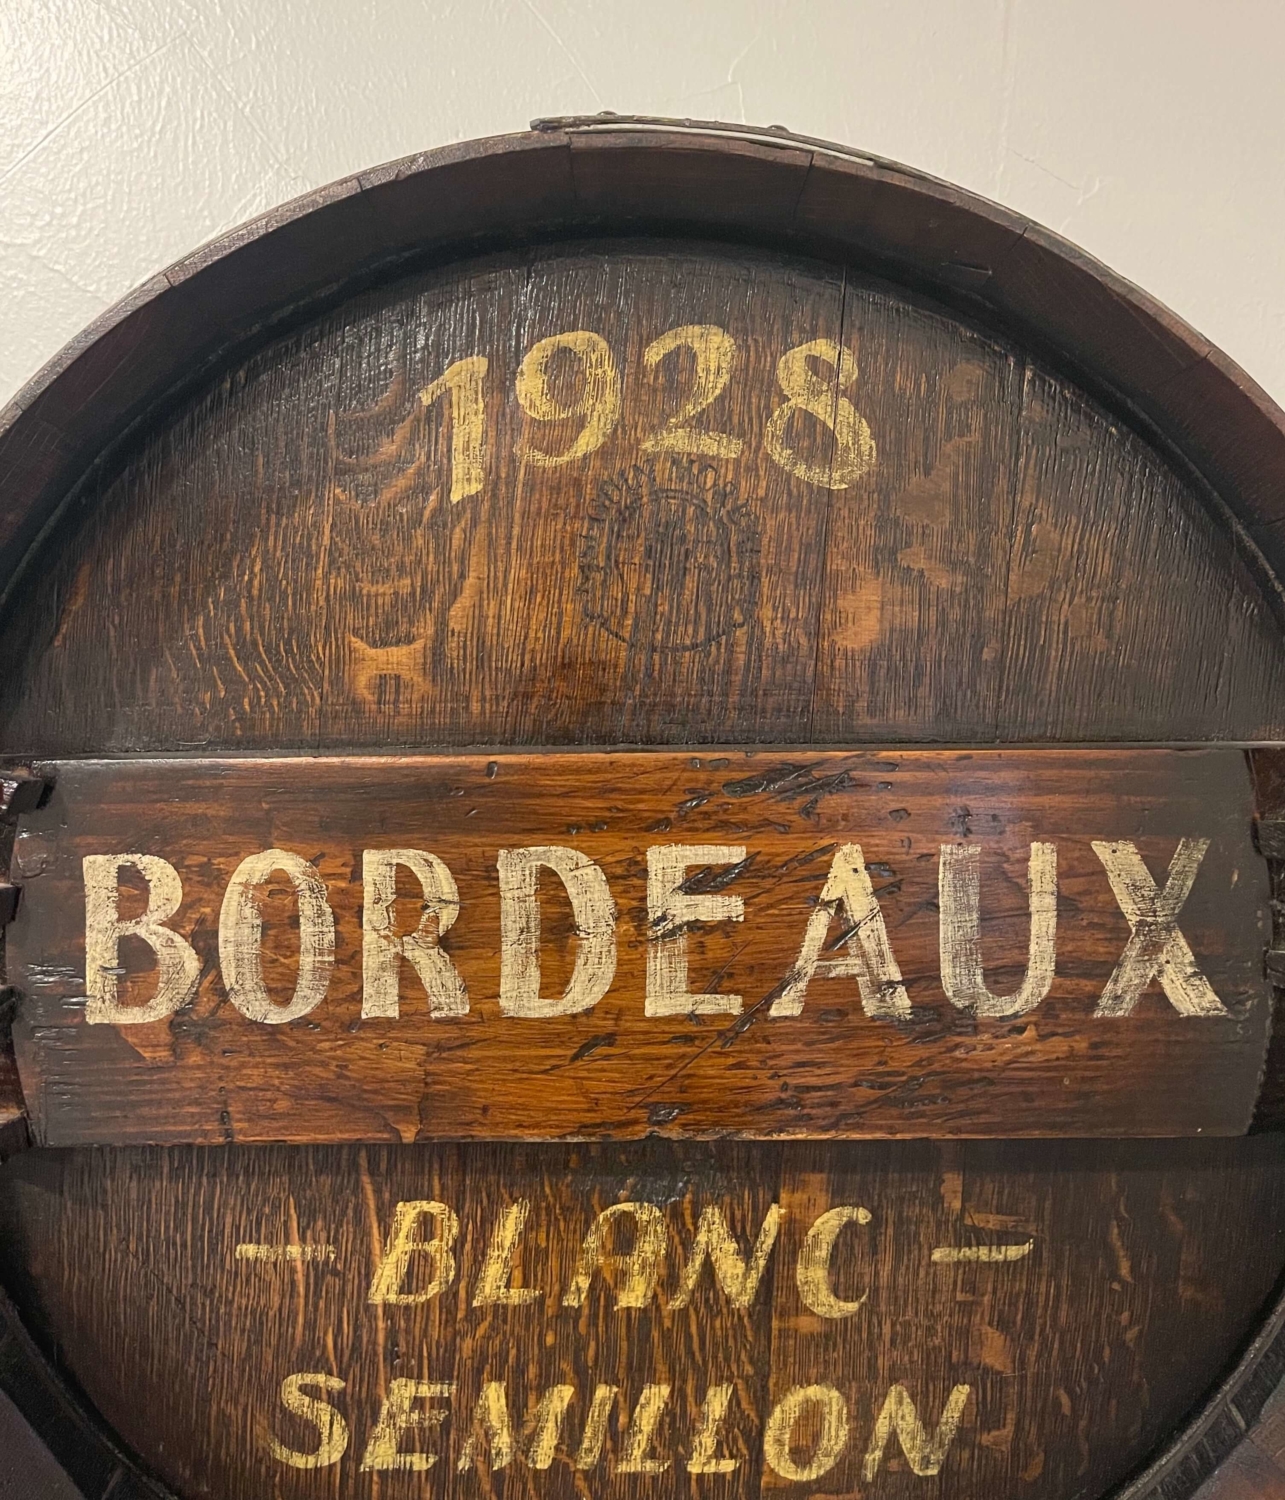 1928
BORDEAUX
- BLANC -
SEMILLON